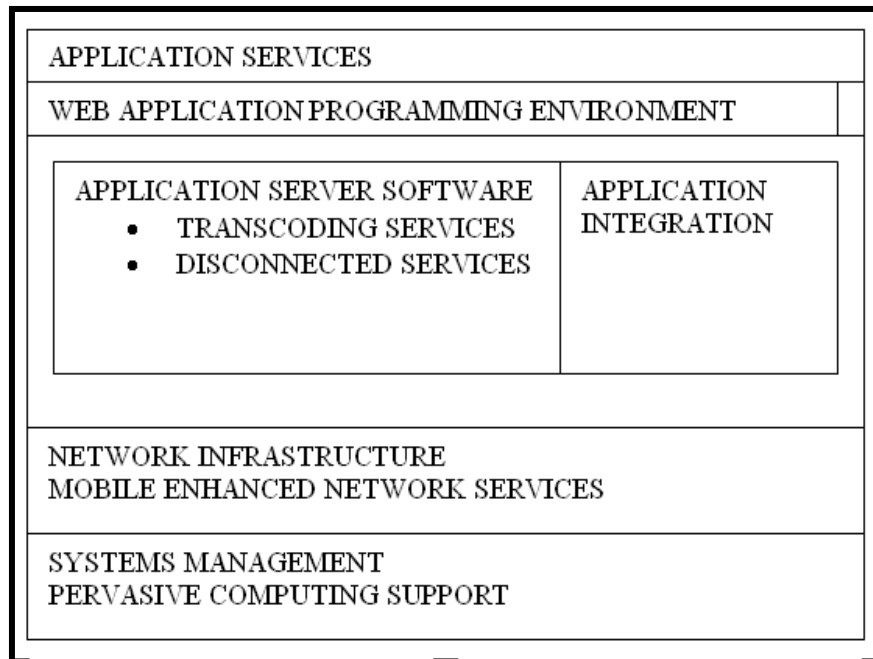 APPLICATION SERVICES
WEB APPLICATION PROGRAMMING ENVIRONMENT
APPLICATION SERVER SOFTWARE
• TRANSCODING SERVICES
• DISCONNECTED SERVICES
APPLICATION
INTEGRATION
NETWORK INFRASTRUCTURE
MOBILE ENHANCED NETWORK SERVICES
SYSTEMS MANAGEMENT
PERVASIVE COMPUTING SUPPORT